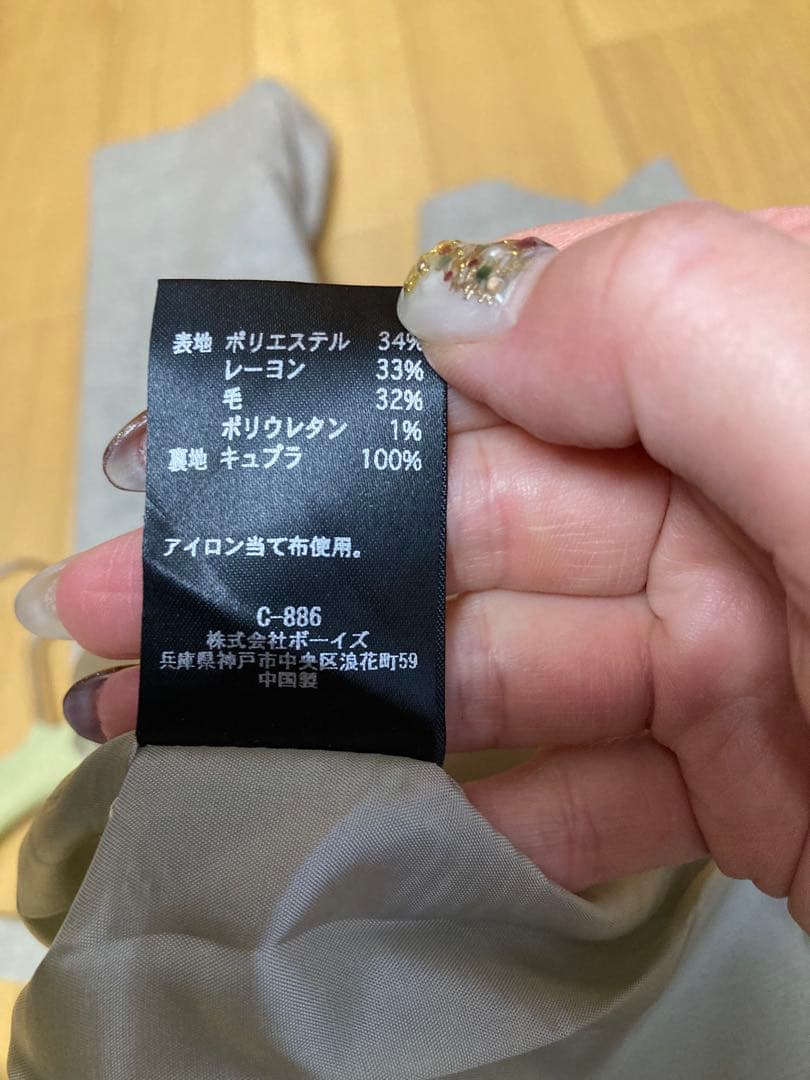 表地 ポリエステル 34%
レーヨン 33%
毛 32%
ポリウレタン 1%
裏地 キュプラ 100%
アイロン当て布使用。
C-886
株式会社ボーイズ
兵庫県神戸市中央区浪花町59
中国製